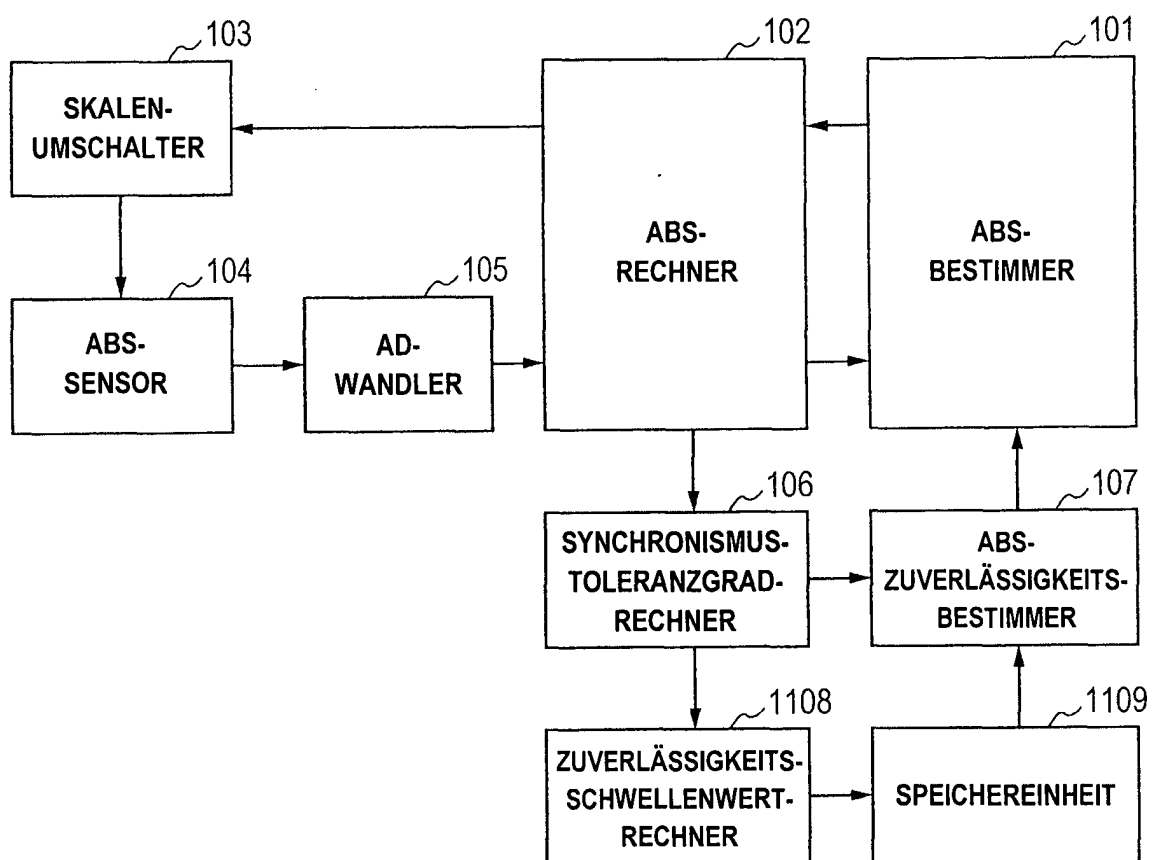 103
SKALEN-
UMSCHALTER
102
ABS-
RECHNER
101
ABS-
BESTIMMER
104
ABS-
SENSOR
105
AD-
WANDLER
106
SYNCHRONISMUS-
TOLERANZGRAD-
RECHNER
107
ABS-
ZUVERLÄSSIGKEITS-
BESTIMMER
1108
ZUVERLÄSSIGKEITS-
SCHWELLENWERT-
RECHNER
1109
SPEICHEREINHEIT